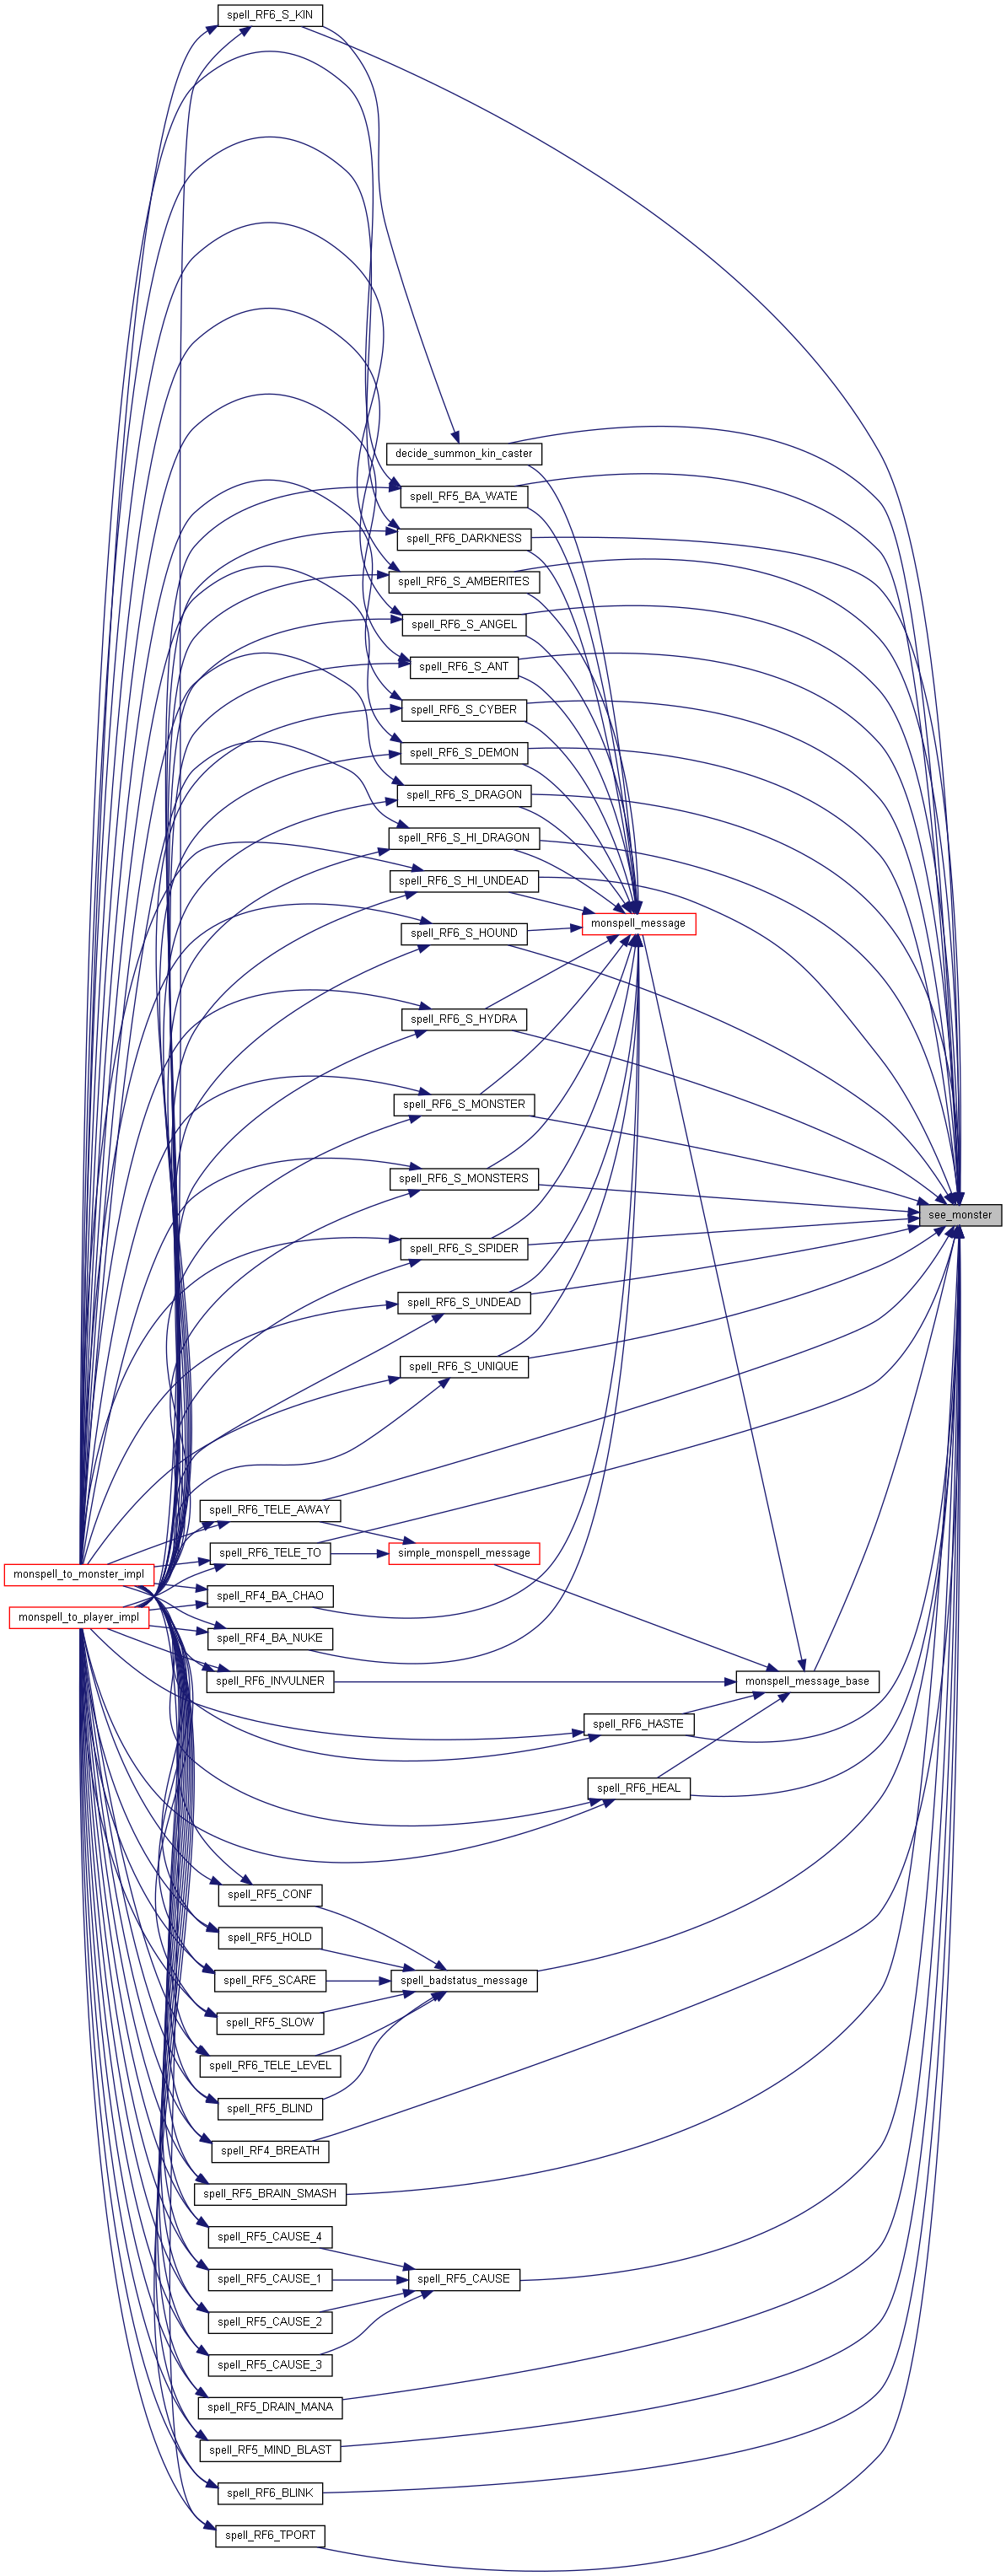 spell_RF6_S_KIN
decide_summon_kin_caster
spell_RF5_BA_WATE
spell_RF6_DARKNESS
spell_RF6_S_AMBERITES
spell_RF6_S_ANGEL
spell_RF6_S_ANT
spell_RF6_S_CYBER
spell_RF6_S_DEMON
spell_RF6_S_DRAGON
spell_RF6_S_HI_DRAGON
spell_RF6_S_HI_UNDEAD
monspell_message
spell_RF6_S_HOUND
spell_RF6_S_HYDRA
spell_RF6_S_MONSTER
spell_RF6_S_MONSTERS
see_monster
spell_RF6_S_SPIDER
spell_RF6_S_UNDEAD
spell_RF6_S_UNIQUE
spell_RF6_TELE_AWAY
spell_RF6_TELE_TO
simple_monspell_message
monspell_to_monster_impl
spell_RF4_BA_CHAO
monspell_to_player_impl
spell_RF4_BA_NUKE
spell_RF6_INVULNER
monspell_message_base
spell_RF6_HASTE
spell_RF6_HEAL
spell_RF5_CONF
spell_RF5_HOLD
spell_RF5_SCARE
spell_badstatus_message
spell_RF5_SLOW
spell_RF6_TELE_LEVEL
spell_RF5_BLIND
spell_RF4_BREATH
spell_RF5_BRAIN_SMASH
spell_RF5_CAUSE_4
spell_RF5_CAUSE_1
spell_RF5_CAUSE
spell_RF5_CAUSE_2
spell_RF5_CAUSE_3
spell_RF5_DRAIN_MANA
spell_RF5_MIND_BLAST
spell_RF6_BLINK
spell_RF6_TPORT